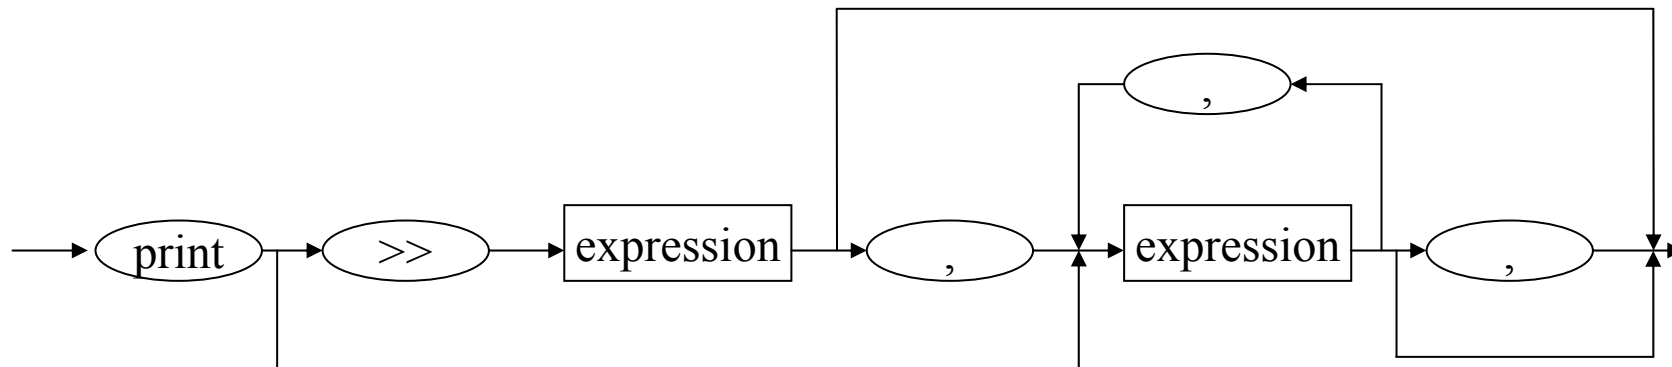 ,
print >> expression , expression ,